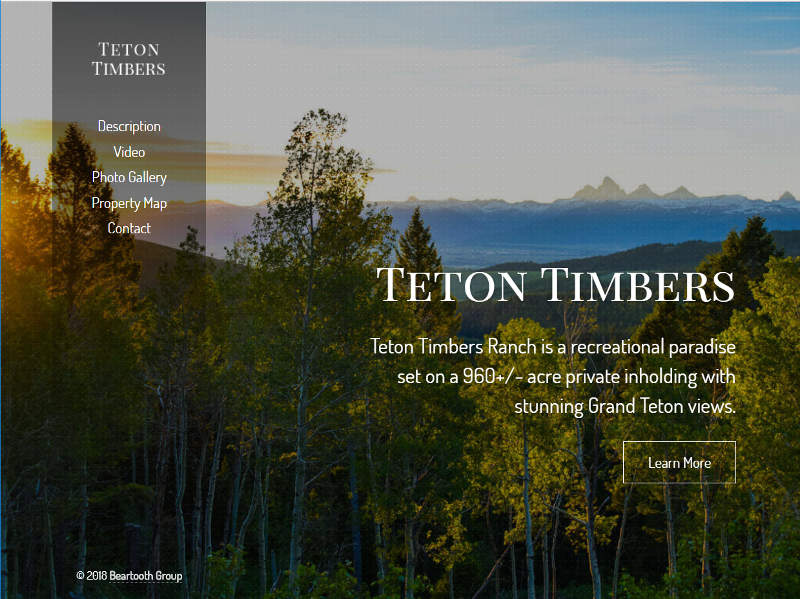 Teton
Timbers
Description
Video
Photo Gallery
Property Map
Contact
Teton Timbers
Teton Timbers Ranch is a recreational paradise
set on a 960+/- acre private inholding with
stunning Grand Teton views.
Learn More
© 2018 Beartooth Group